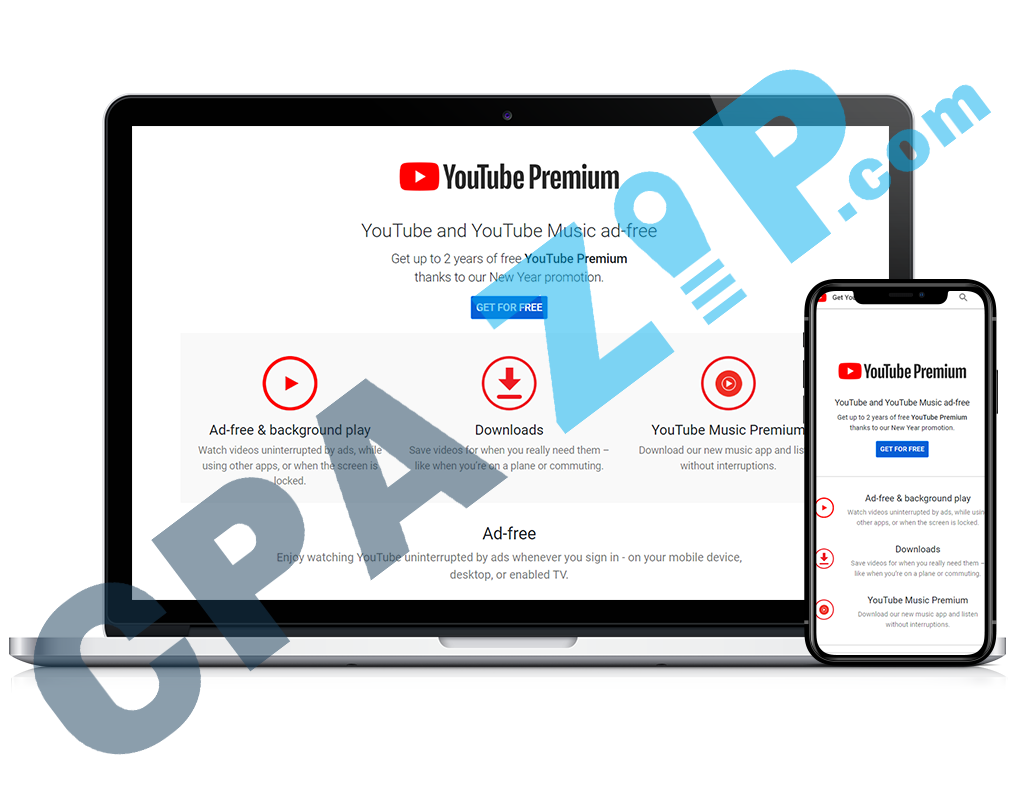 YouTube Premium
YouTube and YouTube Music ad-free
Get up to 2 years of free YouTube Premium
thanks to our New Year promotion.
GET FOR FREE
Ad-free & background play
Watch videos uninterrupted by ads, while
using other apps, or when the screen is
locked.
Downloads
Save videos for when you really need them –
like when you're on a plane or commuting.
YouTube Music Premium
Download our new music app and lis
without interruptions.
Ad-free
Enjoy watching YouTube uninterrupted by ads whenever you sign in - on your mobile device,
desktop, or enabled TV.
Get Yo
YouTube Premium
YouTube and YouTube Music ad-free
Get up to 2 years of free YouTube Premium
thanks to our New Year promotion.
GET FOR FREE
Ad-free & background play
Watch videos uninterrupted by ads, while usin
other apps, or when the screen is locked.
Downloads
Save videos for when you really need them –
like when you're on a plane or commuting.
YouTube Music Premium
Download our new music app and listen
without interruptions.
CPA ZIP.com